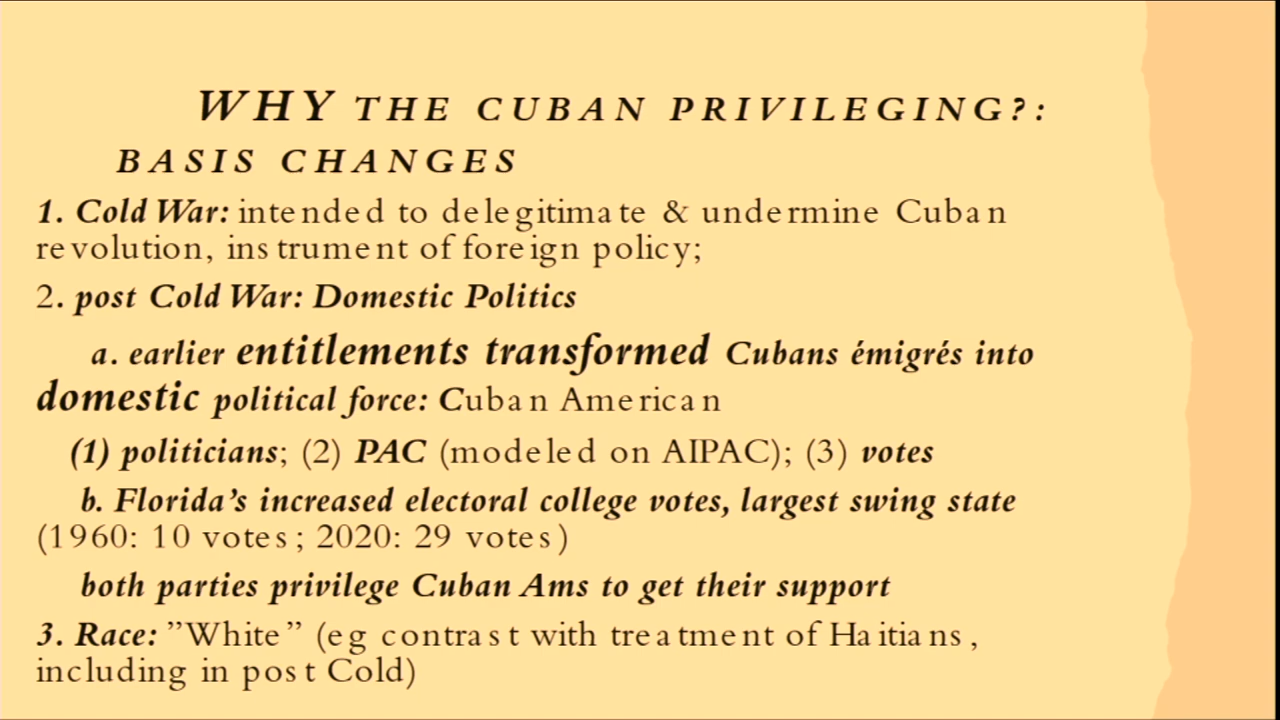 WHY THE CUBAN PRIVILEGING?:
BASIS CHANGES
1. Cold War: intended to delegitimate & undermine Cuban
revolution, instrument of foreign policy;
2. post Cold War: Domestic Politics
a. earlier entitlements transformed Cubans émigrés into
domestic political force: Cuban American
(1) politicians; (2) PAC (modeled on AIPAC); (3) votes
b. Florida’s increased electoral college votes, largest swing state
(1960: 10 votes; 2020: 29 votes)
both parties privilege Cuban Ams to get their support
3. Race: ”White” (eg contrast with treatment of Haitians,
including in post Cold)